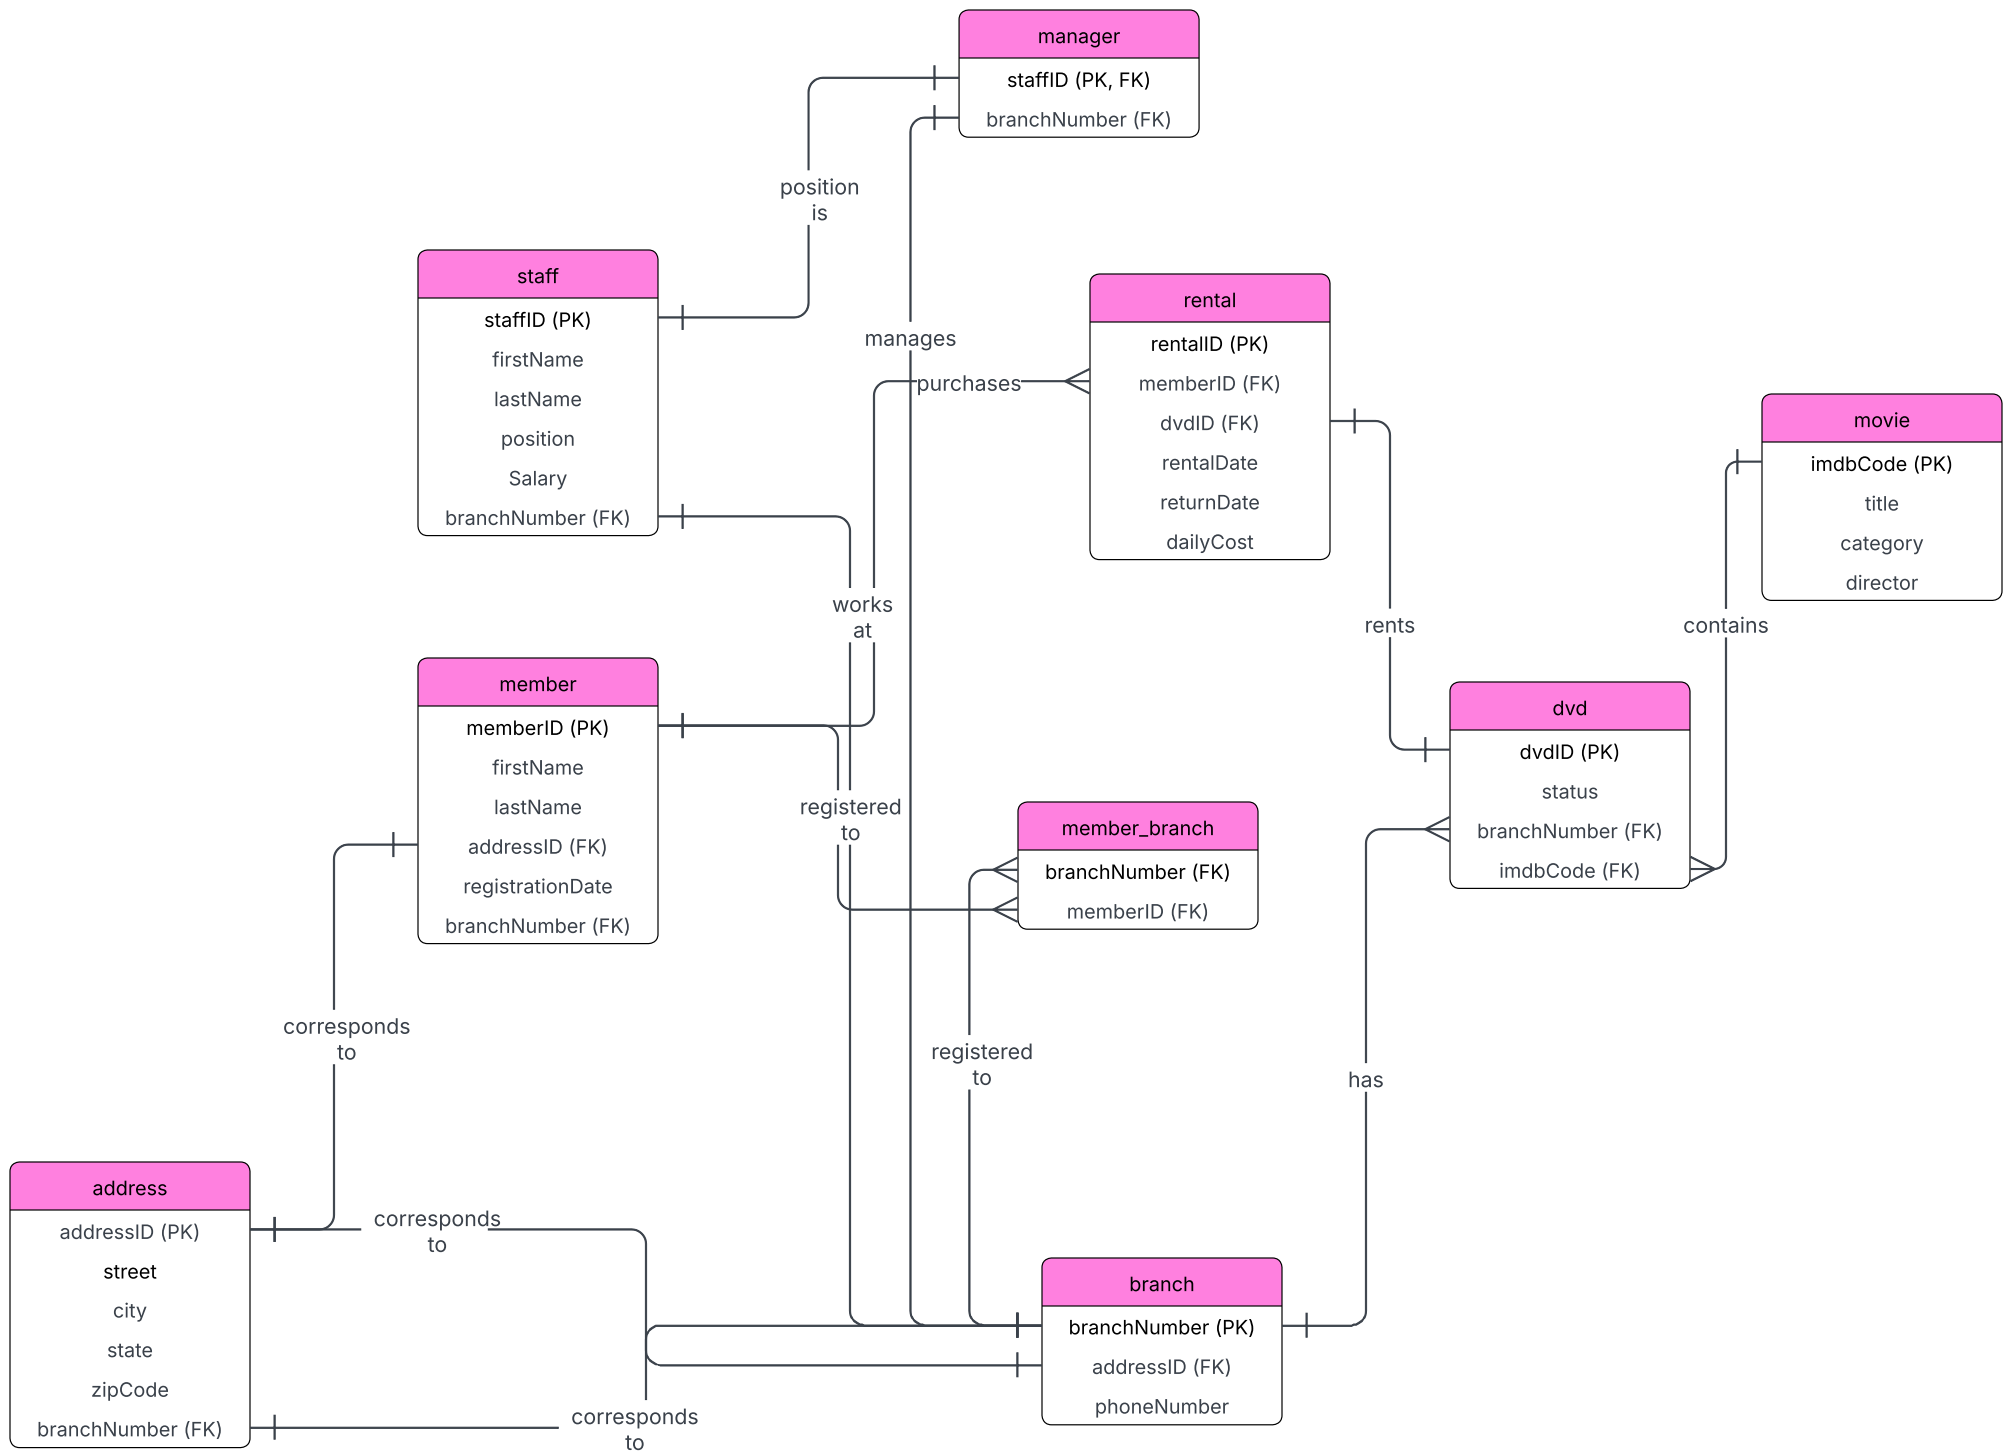 manager
staffID (PK, FK)
branchNumber (FK)
position
is
staff
staffID (PK)
firstName
lastName
position
Salary
branchNumber (FK)
manages
purchases
rental
rentalID (PK)
memberID (FK)
dvdID (FK)
rentalDate
returnDate
dailyCost
movie
imdbCode (PK)
title
category
director
works
at
rents
contains
member
memberID (PK)
firstName
lastName
addressID (FK)
registrationDate
branchNumber (FK)
registered
to
member_branch
branchNumber (FK)
memberID (FK)
dvd
dvdID (PK)
status
branchNumber (FK)
imdbCode (FK)
corresponds
to
registered
to
has
address
addressID (PK)
street
city
state
zipCode
branchNumber (FK)
corresponds
to
corresponds
to
branch
branchNumber (PK)
addressID (FK)
phoneNumber